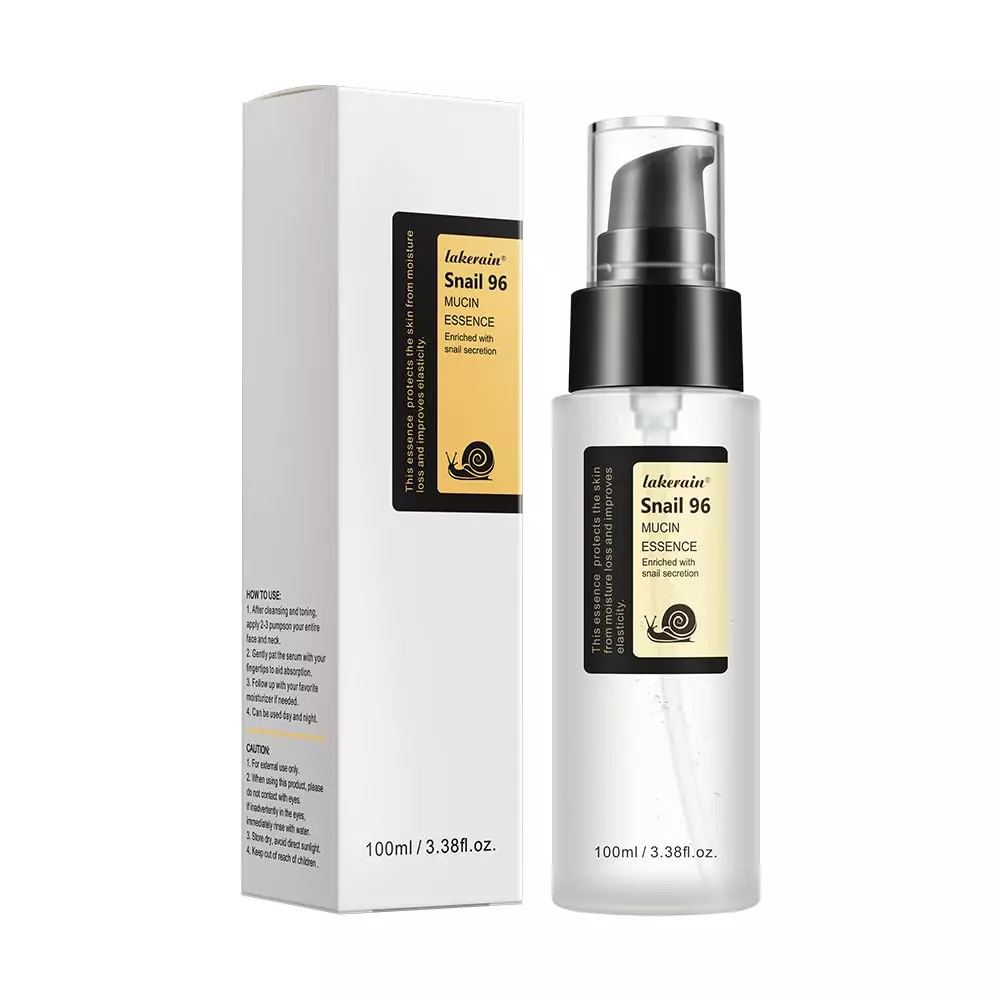 This essence protects the skin from moisture
loss and improves elasticity.
lakerain®
Snail 96
MUCIN
ESSENCE
Enriched with
snail secretion
HOW TO USE:
1. After cleansing and toning,
apply 2-3 pumpson your entire
face and neck.
2. Gently pat the serum with your
fingertips to aid absorption.
3. Follow up with your favorite
moisturizer if needed.
4. Can be used day and night.
CAUTION:
1. For external use only.
2. When using this product, please
do not contact with eyes.
If inadvertently in the eyes,
immediately rinse with water.
3. Store dry, avoid direct sunlight.
4. Keep out of reach of children .
100ml / 3.38fl.oz.
This essence protects the skin
from moisture loss and improves
elasticity.
lakerain®
Snail 96
MUCIN
ESSENCE
Enriched with
snail secretion
100ml / 3.38fl.oz.